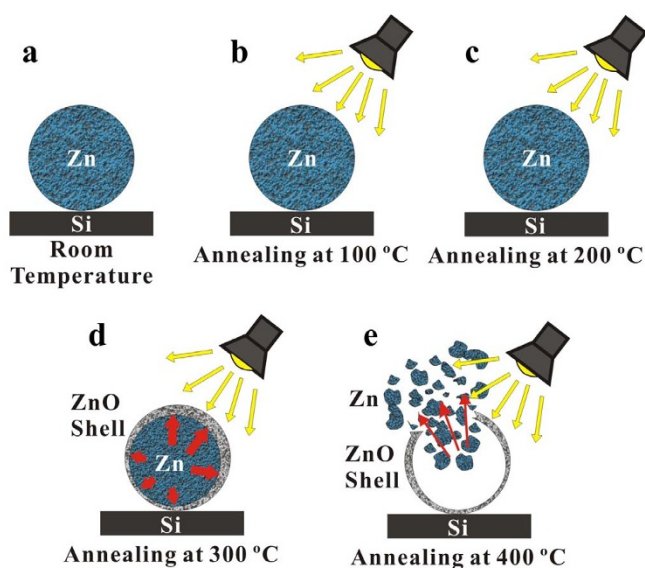 a
Zn
Si
Room
Temperature
b
Zn
Si
Annealing at 100 ºC
c
Zn
Si
Annealing at 200 ºC
d
ZnO
Shell
Zn
Si
Annealing at 300 ºC
e
Zn
ZnO
Shell
Si
Annealing at 400 ºC